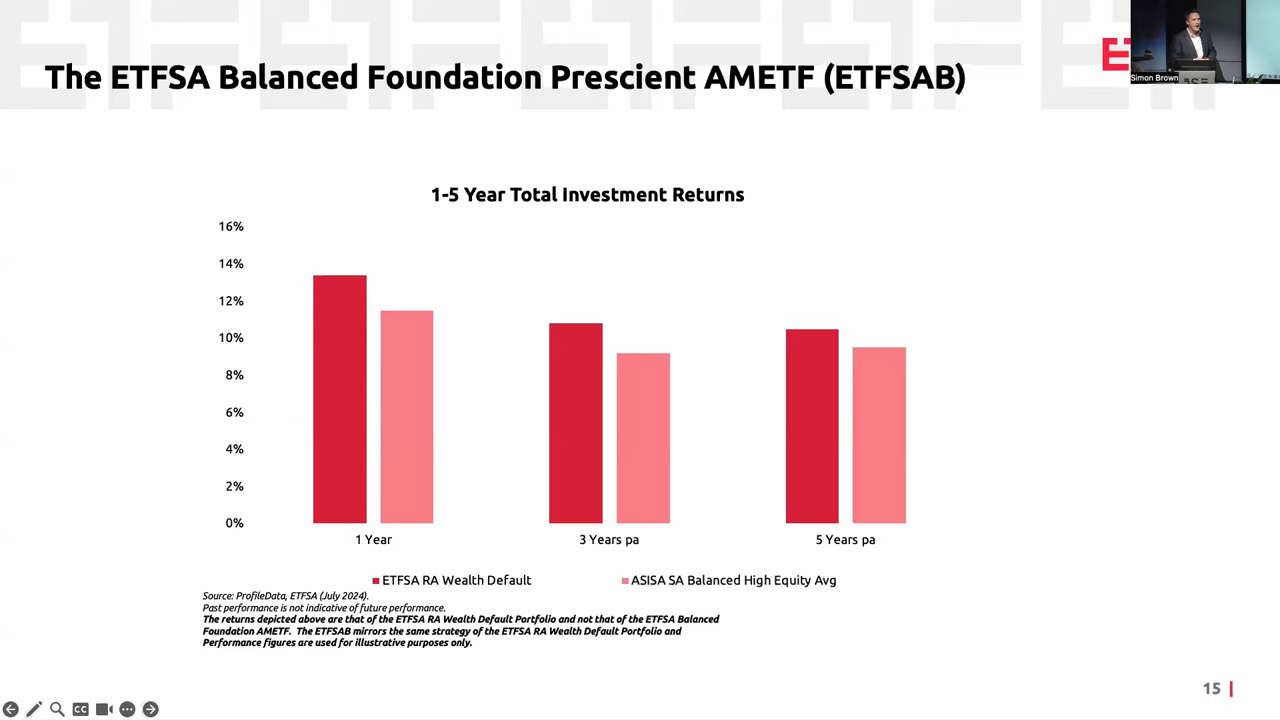 The ETFSA Balanced Foundation Prescient AMETF (ETFSAB)
Simon Brown
1-5 Year Total Investment Returns
16%
14%
12%
10%
8%
6%
4%
2%
0%
1 Year
3 Years pa
5 Years pa
ETFSA RA Wealth Default
ASISA SA Balanced High Equity Avg
Source: ProfileData, ETFSA (July 2024).
Past performance is not indicative of future performance.
The returns depicted above are that of the ETFSA RA Wealth Default Portfolio and not that of the ETFSA Balanced
Foundation AMETF. The ETFSAB mirrors the same strategy of the ETFSA RA Wealth Default Portfolio and
Performance figures are used for illustrative purposes only.
15
CC